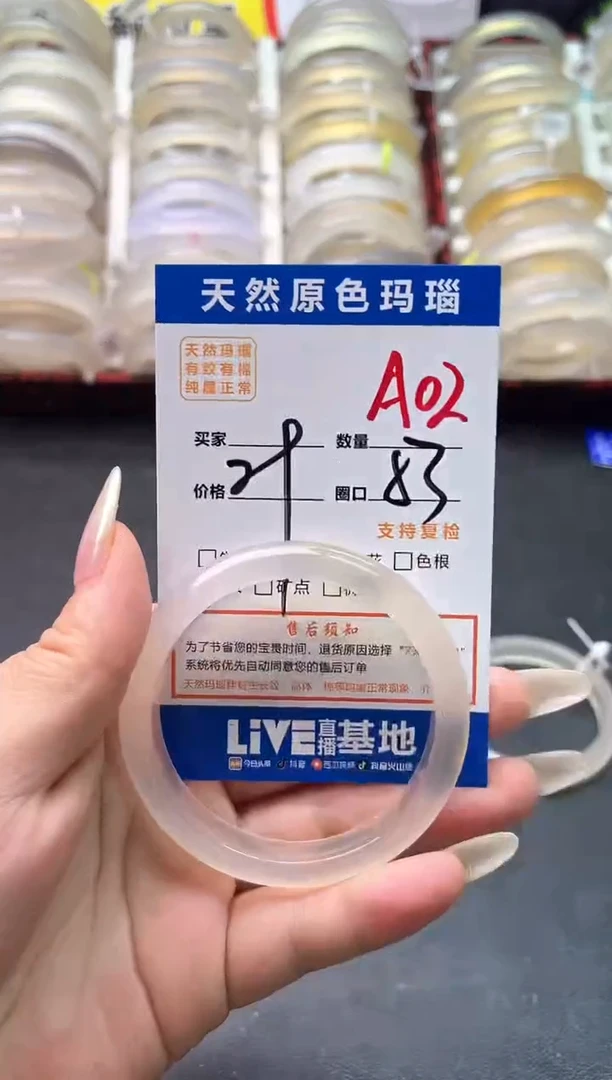 天然原色玛瑙
天然玛瑙
有纹有棉
纯属正常
A02
买家 数量
价格 圈口
支持复检
色根
矿点
售后须知
为了节省您的宝贵时间，退货原因选择
系统将优先自动同意您的售后订单
LiVE直播基地
今日头条 抖音 西瓜视频 抖音火山版